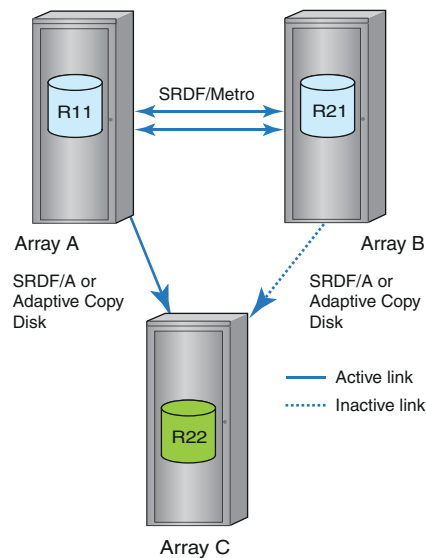 SRDF/Metro
R11
R21
Array A
Array B
SRDF/A or
Adaptive Copy
Disk
SRDF/A or
Adaptive Copy
Disk
Active link
Inactive link
R22
Array C